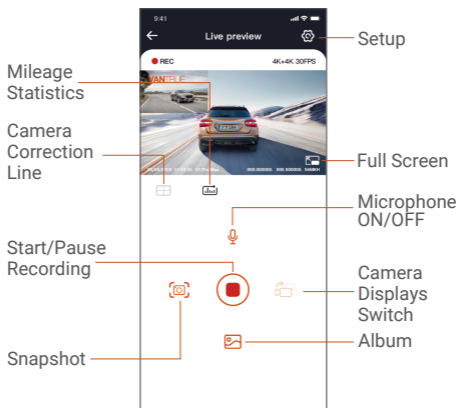 9:41
Live preview
Setup
REC
4K+4K 30FPS
VANTRUE
Mileage
Statistics
Camera
Correction
Line
Full Screen
Microphone
ON/OFF
Start/Pause
Recording
Camera
Displays
Switch
Snapshot
Album